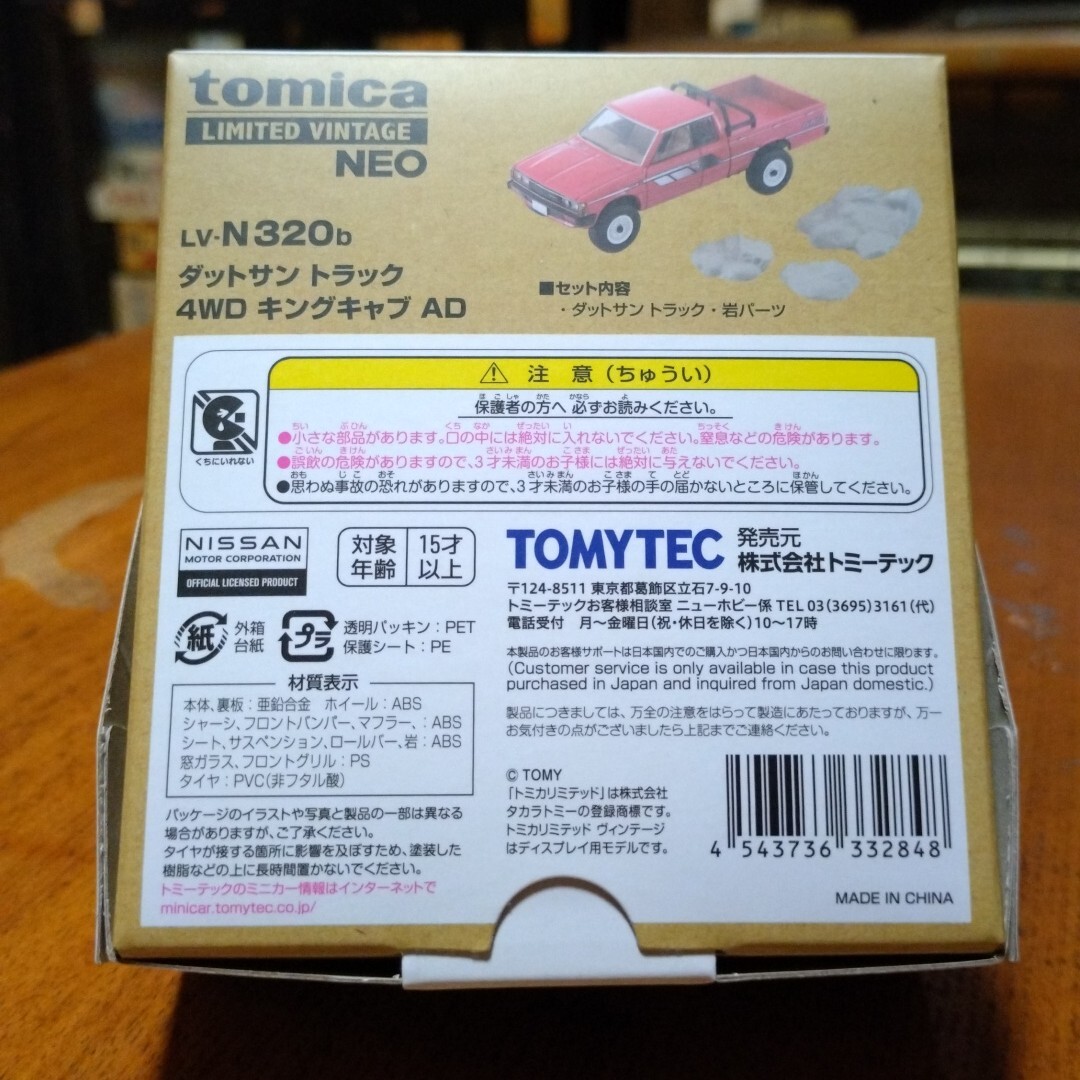 tomica
LIMITED VINTAGE
NEO
LV-N320b
ダットサン トラック
4WD キングキャブ AD
■セット内容
・ダットサン トラック・岩パーツ
くちにいれない
⚠ 注 意（ちゅうい）
保護者の方へ 必ずお読みください。
●小さな部品があります。口の中には絶対に入れないでください。窒息などの危険があります。
●誤飲の危険がありますので、3才未満のお子様には絶対に与えないでください。
●思わぬ事故の恐れがありますので、3才未満のお子様の手の届かないところに保管してください。
NISSAN
MOTOR CORPORATION
OFFICIAL LICENSED PRODUCT
対象年齢 15才以上
紙 外箱 台紙
プラ 透明パッキン：PET
保護シート：PE
材質表示
本体、裏板：亜鉛合金 ホイール：ABS
シャーシ、フロントバンパー、マフラー、：ABS
シート、サスペンション、ロールバー、岩：ABS
窓ガラス、フロントグリル：PS
タイヤ：PVC(非フタル酸)
パッケージのイラストや写真と製品の一部は異なる
場合がありますが、ご了承ください。
タイヤが接する箇所に影響を及ぼすため、塗装した
樹脂などの上に長時間置かないでください。
トミーテックのミニカー情報はインターネットで
minicar.tomytec.co.jp/
TOMYTEC 発売元
株式会社トミーテック
〒124-8511 東京都葛飾区立石7-9-10
トミーテックお客様相談室 ニューホビー係 TEL 03(3695)3161(代)
電話受付 月〜金曜日(祝・休日を除く)10〜17時
本製品のお客様サポートは日本国内でのご購入かつ日本国内からのお問い合わせに限ります。
(Customer service is only available in case this product
purchased in Japan and inquired from Japan domestic.)
製品につきましては、万全の注意をはらって製造にあたっておりますが、万一
お気付きの点がございましたら上記までご連絡ください。
© TOMY
「トミカリミテッド」は株式会社
タカラトミーの登録商標です。
トミカリミテッド ヴィンテージ
はディスプレイ用モデルです。
4 543736 332848
MADE IN CHINA